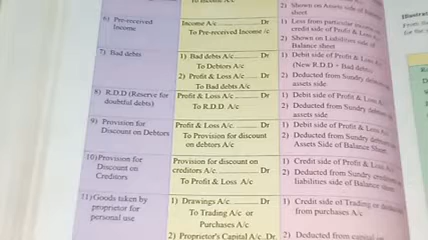 To Income A/c
2) Shown on Assets side of
sheet
6) Pre-received
Income
Income A/c Dr
To Pre-received Income
1) Less from particular
credit side of Profit & L
2) Shown on Liabilities side of
Balance sheet
7) Bad debts
1) Bad debts A/c Dr
To Debtors A/c
2) Profit & Loss A/c Dr
To Bad debts A/c
1) Debit side of Profit & L
(New R.D.D + Bad debts)
2) Deducted from Sundry
assets side
8) R.D.D (Reserve for
doubtful debts)
Profit & Loss A/c Dr
To R.D.D. A/c
1) Debit side of Profit & Loss
2) Deducted from Sundry
assets side
9) Provision for
Discount on Debtors
Profit & Loss A/c Dr
To Provision for discount
on debtors A/c
1) Debit side of Profit & Loss
2) Deducted from Sundry
Assets Side of Balance Sheet
10) Provision for
Discount on
Creditors
Provision for discount on
creditors A/c Dr
To Profit & Loss A/c
1) Credit side of Profit &
2) Deducted from Sundry
liabilities side of Balance sheet
11) Goods taken by
proprietor for
personal use
1) Drawings A/c Dr
To Trading A/c or
Purchases A/c
2) Proprietor's Capital A/c Dr
1) Credit side of Trading or
from purchases A/c
2) Deducted from capital